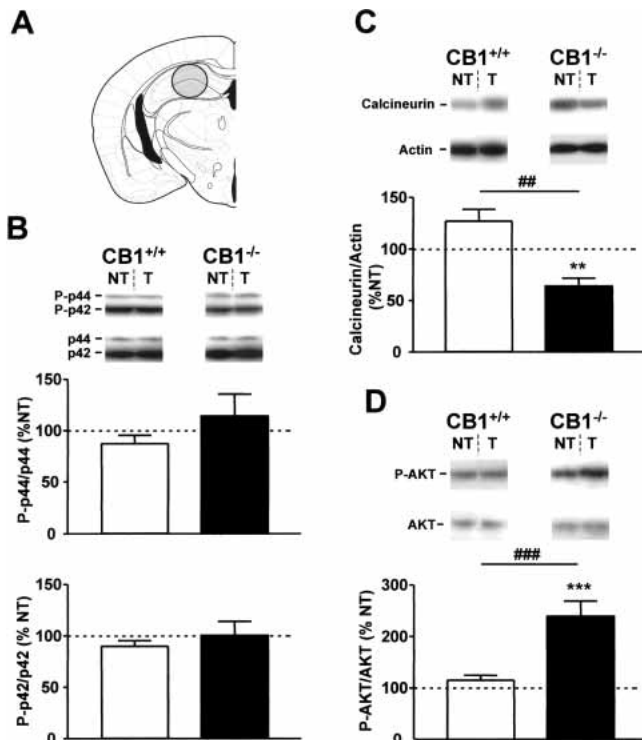 A
B
CB1+/+ CB1-/-
NT T NT T
P-p44
P-p42
p44
p42
P-p44/p44 (%NT)
150
100
50
0
P-p42/p42 (% NT)
150
100
50
0
C
CB1+/+ CB1-/-
NT T NT T
Calcineurin
Actin
Calcineurin/Actin
(%NT)
150
100
50
0
##
**
D
CB1+/+ CB1-/-
NT T NT T
P-AKT
AKT
P-AKT/AKT (% NT)
300
200
100
0
###
***